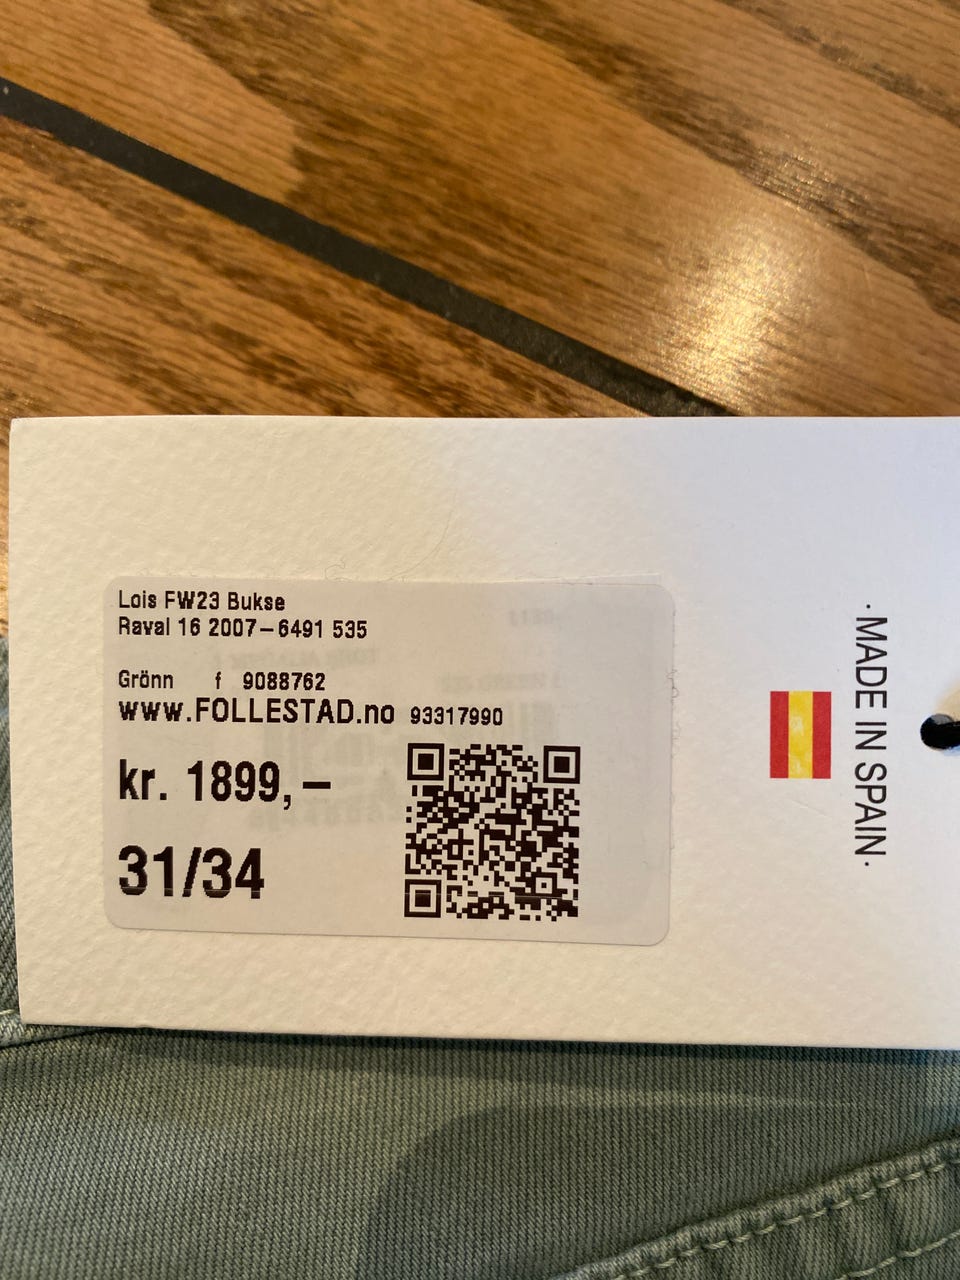 Lois FW23 Bukse
Raval 16 2007-6491 535
Grönn f 9088762
www.FOLLESTAD.no 93317990
kr. 1899,-
31/34
·MADE IN SPAIN·